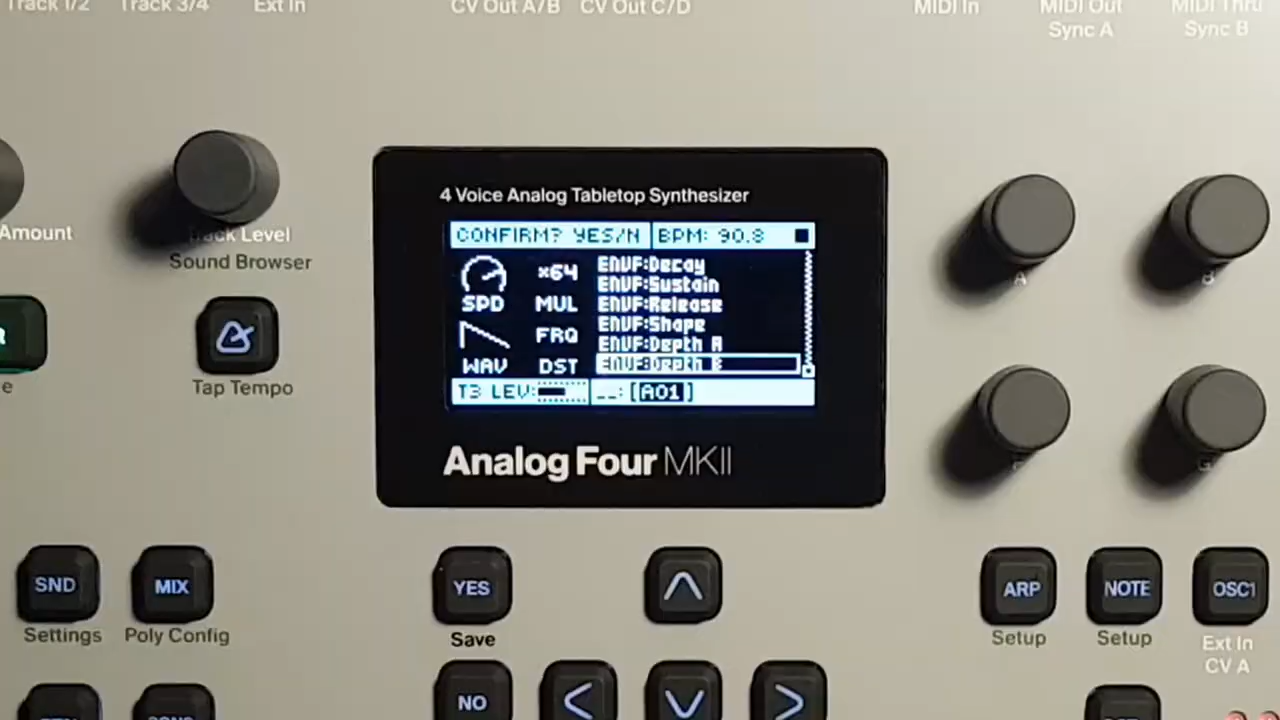 Track 1/2 Track 3/4 Ext In CV Out A/B CV Out C/D MIDI In MIDI Out MIDI Thru
Sync A Sync B
4 Voice Analog Tabletop Synthesizer
CONFIRM? YES/N BPM: 90.8
ENVF:Decay
×64 ENVF:Sustain
SPD MUL ENVF:Release
ENVF:Shape
FRQ ENVF:Depth A
WAV DST ENVF:Depth B
T3 LEV: __:[A01]
Analog Four MKII
Amount
Track Level
Sound Browser
Tap Tempo
A B
SND MIX YES ARP NOTE OSC1
Settings Poly Config Save Setup Setup Ext In
CV A
NO